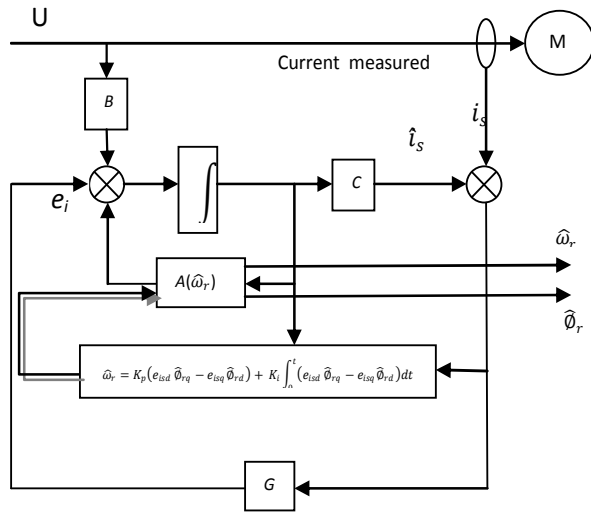 U
M
Current measured
B
i_s
î_s
C
e_i
∫
ω̂_r
A(ω̂_r)
∅̂_r
ω̂_r = K_p(e_isd ∅̂_rq − e_isq ∅̂_rd) + K_i ∫_0^t (e_isd ∅̂_rq − e_isq ∅̂_rd)dt
G